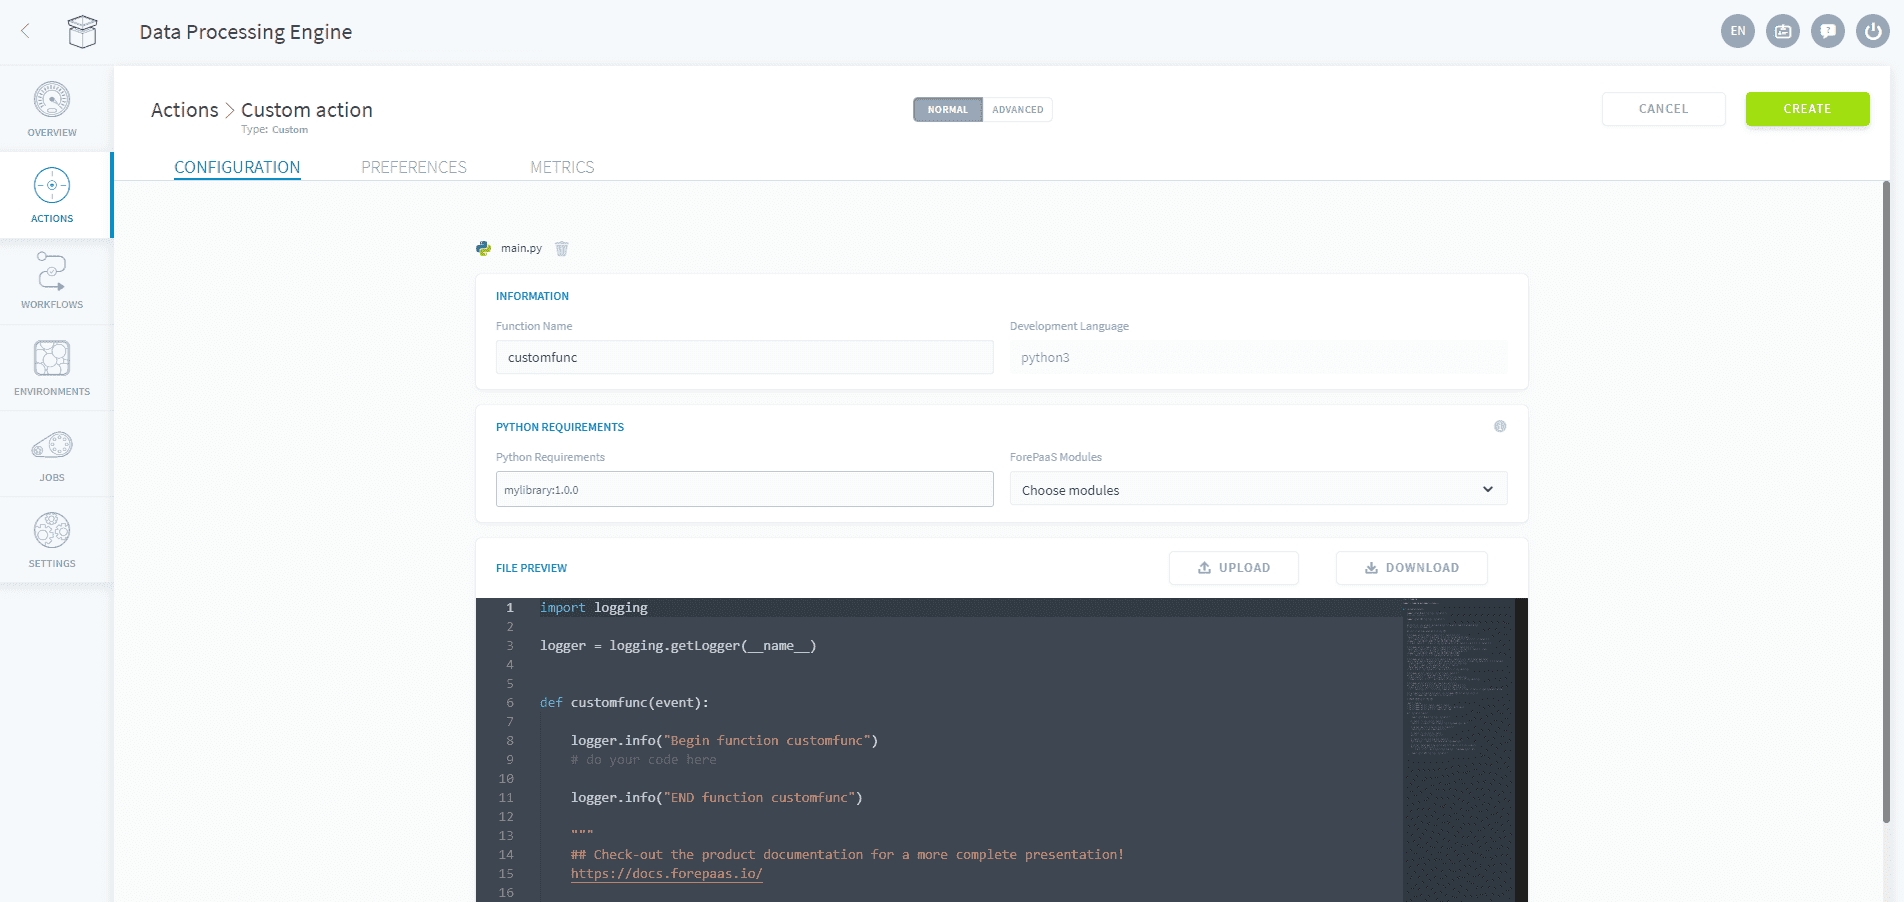 Data Processing Engine
EN
OVERVIEW
ACTIONS
WORKFLOWS
ENVIRONMENTS
JOBS
SETTINGS
Actions > Custom action
Type: Custom
NORMAL ADVANCED
CANCEL
CREATE
CONFIGURATION PREFERENCES METRICS
main.py
INFORMATION
Function Name Development Language
customfunc python3
PYTHON REQUIREMENTS
Python Requirements ForePaaS Modules
mylibrary:1.0.0 Choose modules
FILE PREVIEW UPLOAD DOWNLOAD
1 import logging
2
3 logger = logging.getLogger(__name__)
4
5
6 def customfunc(event):
7
8 logger.info("Begin function customfunc")
9 # do your code here
10
11 logger.info("END function customfunc")
12
13 """
14 ## Check-out the product documentation for a more complete presentation!
15 https://docs.forepaas.io/
16